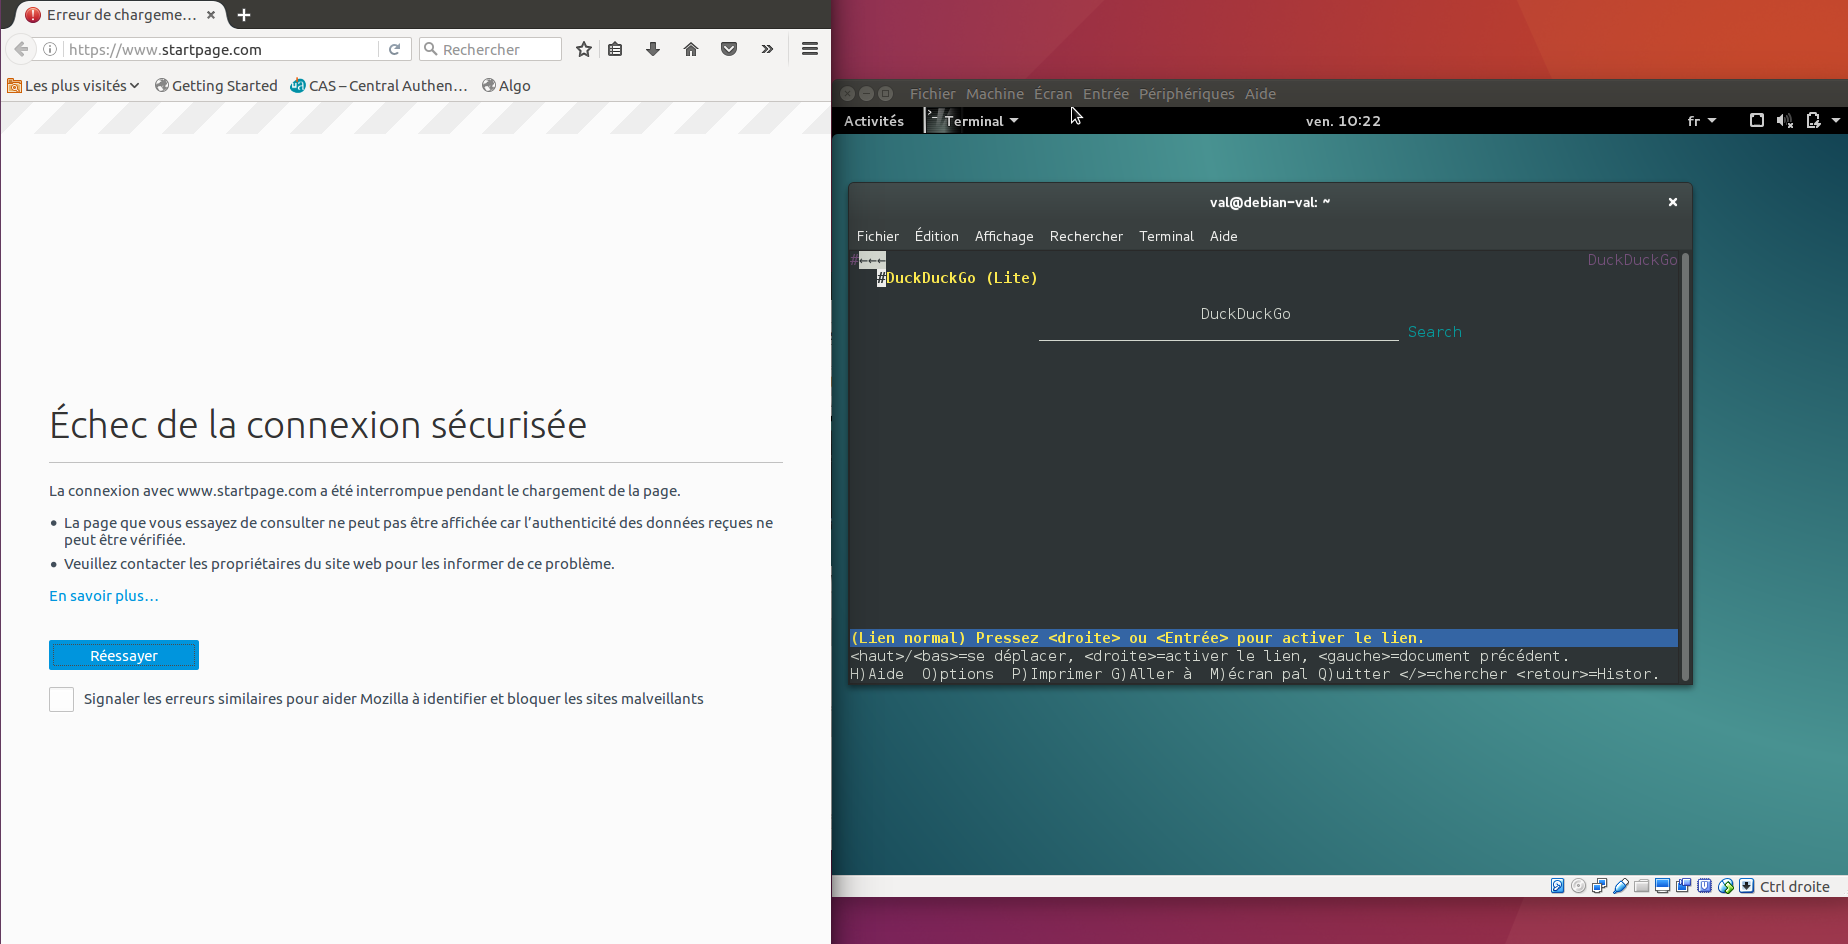 Erreur de chargeme…
https://www.startpage.com
Rechercher
Les plus visités
Getting Started
CAS – Central Authen…
Algo
Échec de la connexion sécurisée
La connexion avec www.startpage.com a été interrompue pendant le chargement de la page.
La page que vous essayez de consulter ne peut pas être affichée car l’authenticité des données reçues ne
peut être vérifiée.
Veuillez contacter les propriétaires du site web pour les informer de ce problème.
En savoir plus…
Réessayer
Signaler les erreurs similaires pour aider Mozilla à identifier et bloquer les sites malveillants
Fichier Machine Écran Entrée Périphériques Aide
Activités Terminal ven. 10:22 fr
val@debian-val: ~
Fichier Édition Affichage Rechercher Terminal Aide
#←←← DuckDuckGo
#DuckDuckGo (Lite)
DuckDuckGo
Search
(Lien normal) Pressez <droite> ou <Entrée> pour activer le lien.
<haut>/<bas>=se déplacer, <droite>=activer le lien, <gauche>=document précédent.
H)Aide O)ptions P)Imprimer G)Aller à M)écran pal Q)uitter </>=chercher <retour>=Histor.
Ctrl droite